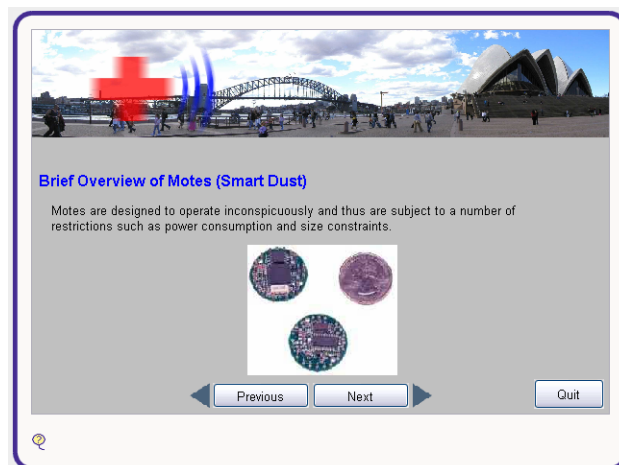 Brief Overview of Motes (Smart Dust)
Motes are designed to operate inconspicuously and thus are subject to a number of
restrictions such as power consumption and size constraints.
Previous
Next
Quit
?